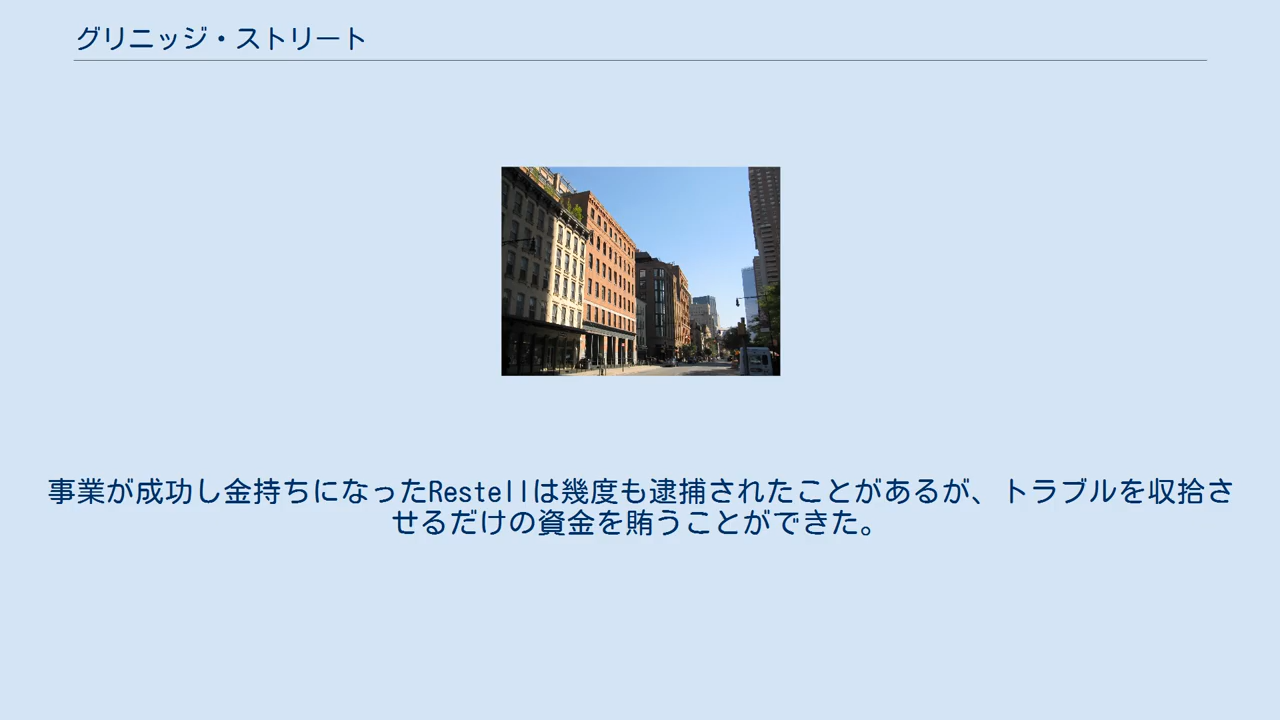 グリニッジ・ストリート
事業が成功し金持ちになったRestellは幾度も逮捕されたことがあるが、トラブルを収拾さ
せるだけの資金を賄うことができた。